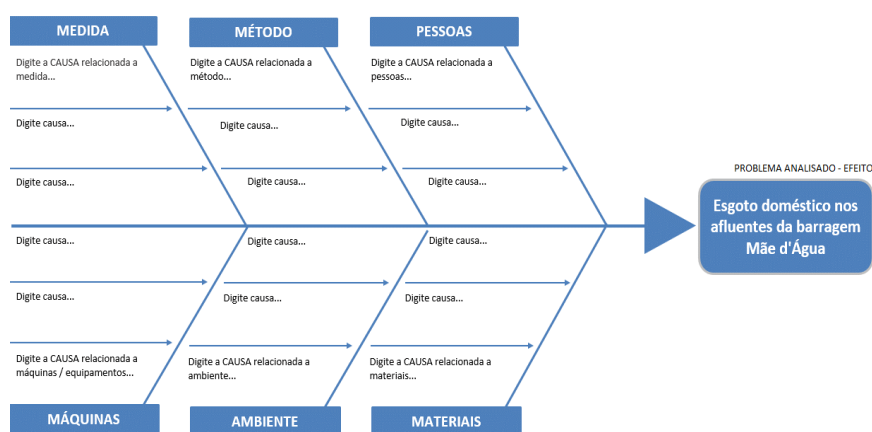 MEDIDA
MÉTODO
PESSOAS
Digite a CAUSA relacionada a
medida...
Digite a CAUSA relacionada a
método...
Digite a CAUSA relacionada a
pessoas...
Digite causa...
Digite causa...
Digite causa...
Digite causa...
Digite causa...
Digite causa...
PROBLEMA ANALISADO - EFEITO
Esgoto doméstico nos
afluentes da barragem
Mãe d'Água
Digite causa...
Digite causa...
Digite causa...
Digite causa...
Digite causa...
Digite causa...
Digite a CAUSA relacionada a
máquinas / equipamentos...
Digite a CAUSA relacionada a
ambiente...
Digite a CAUSA relacionada a
materiais...
MÁQUINAS
AMBIENTE
MATERIAIS